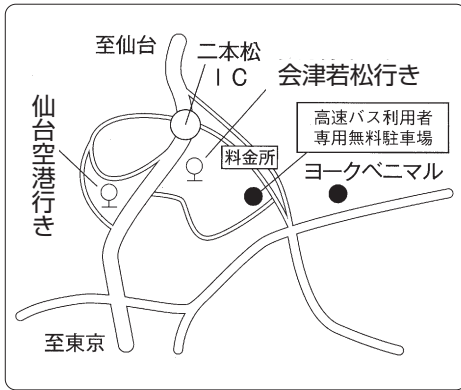 至仙台
二本松
IC
会津若松行き
高速バス利用者
専用無料駐車場
仙台空港行き
料金所
ヨークベニマル
至東京